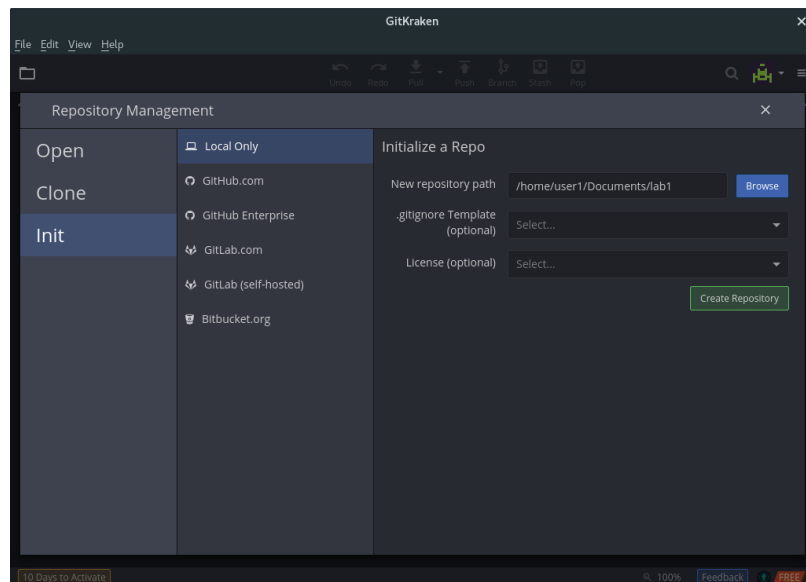 GitKraken
File Edit View Help
Undo Redo Pull Push Branch Stash Pop
Repository Management
Open
Clone
Init
Local Only
GitHub.com
GitHub Enterprise
GitLab.com
GitLab (self-hosted)
Bitbucket.org
Initialize a Repo
New repository path /home/user1/Documents/lab1 Browse
.gitignore Template
(optional) Select...
License (optional) Select...
Create Repository
10 Days to Activate 100% Feedback FREE